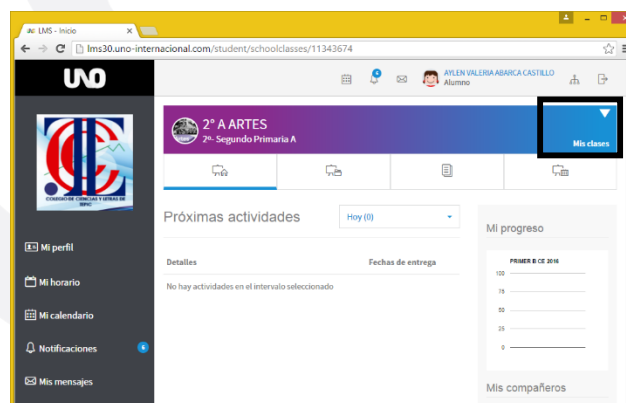 LMS - Inicio
lms30.uno-internacional.com/student/schoolclasses/11343674
UNO
6
AYLEN VALERIA ABARCA CASTILLO
Alumno
2° A ARTES
2º- Segundo Primaria A
Mis clases
COLEGIO DE CIENCIAS Y LETRAS DE
TEPIC
Mi perfil
Mi horario
Mi calendario
Notificaciones 6
Mis mensajes
Próximas actividades
Hoy (0)
Detalles Fechas de entrega
No hay actividades en el intervalo seleccionado
Mi progreso
PRIMER B CE 2016
100
75
50
25
0
Mis compañeros